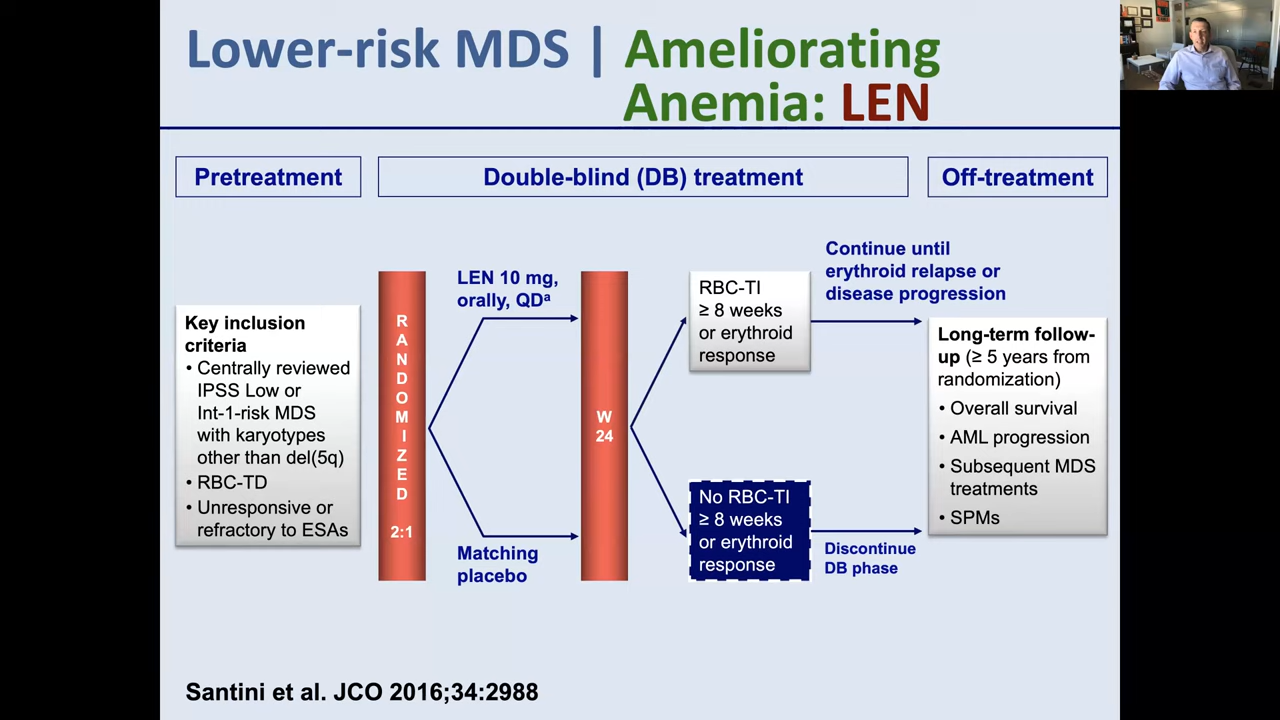 Lower-risk MDS | Ameliorating
Anemia: LEN
Pretreatment
Double-blind (DB) treatment
Off-treatment
Key inclusion
criteria
• Centrally reviewed
IPSS Low or
Int-1-risk MDS
with karyotypes
other than del(5q)
• RBC-TD
• Unresponsive or
refractory to ESAs
R
A
N
D
O
M
I
Z
E
D
2:1
LEN 10 mg,
orally, QDᵃ
Matching
placebo
W
24
RBC-TI
≥ 8 weeks
or erythroid
response
No RBC-TI
≥ 8 weeks
or erythroid
response
Continue until
erythroid relapse or
disease progression
Discontinue
DB phase
Long-term follow-
up (≥ 5 years from
randomization)
• Overall survival
• AML progression
• Subsequent MDS
treatments
• SPMs
Santini et al. JCO 2016;34:2988